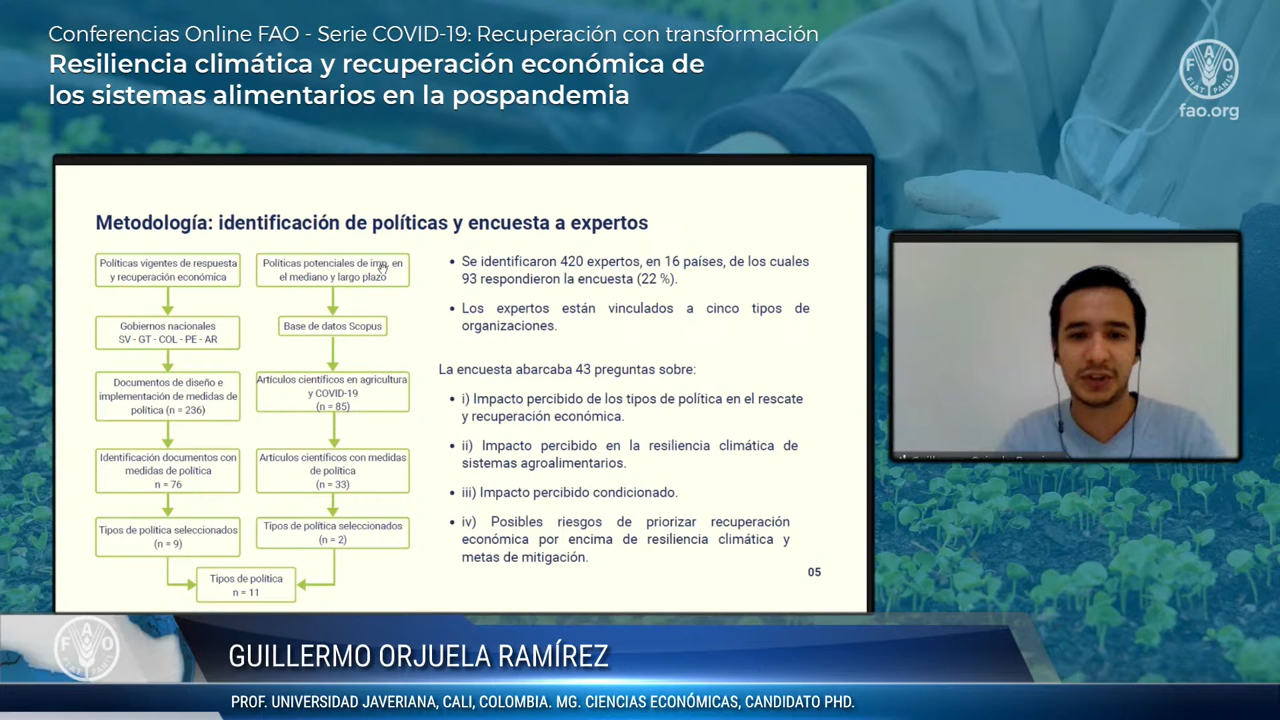 Conferencias Online FAO - Serie COVID-19: Recuperación con transformación
Resiliencia climática y recuperación económica de
los sistemas alimentarios en la pospandemia
F A O
FIAT PANIS
fao.org
Metodología: identificación de políticas y encuesta a expertos
Políticas vigentes de respuesta
y recuperación económica
Gobiernos nacionales
SV - GT - COL - PE - AR
Documentos de diseño e
implementación de medidas de
política (n = 236)
Identificación documentos con
medidas de política
n = 76
Tipos de política seleccionados
(n = 9)
Políticas potenciales de imp. en
el mediano y largo plazo
Base de datos Scopus
Artículos científicos en agricultura
y COVID-19
(n = 85)
Artículos científicos con medidas
de política
(n = 33)
Tipos de política seleccionados
(n = 2)
Tipos de política
n = 11
• Se identificaron 420 expertos, en 16 países, de los cuales
93 respondieron la encuesta (22 %).
• Los expertos están vinculados a cinco tipos de
organizaciones.
La encuesta abarcaba 43 preguntas sobre:
• i) Impacto percibido de los tipos de política en el rescate
y recuperación económica.
• ii) Impacto percibido en la resiliencia climática de
sistemas agroalimentarios.
• iii) Impacto percibido condicionado.
• iv) Posibles riesgos de priorizar recuperación
económica por encima de resiliencia climática y
metas de mitigación.
05
F A O
FIAT PANIS
GUILLERMO ORJUELA RAMÍREZ
PROF. UNIVERSIDAD JAVERIANA, CALI, COLOMBIA. MG. CIENCIAS ECONÓMICAS, CANDIDATO PHD.